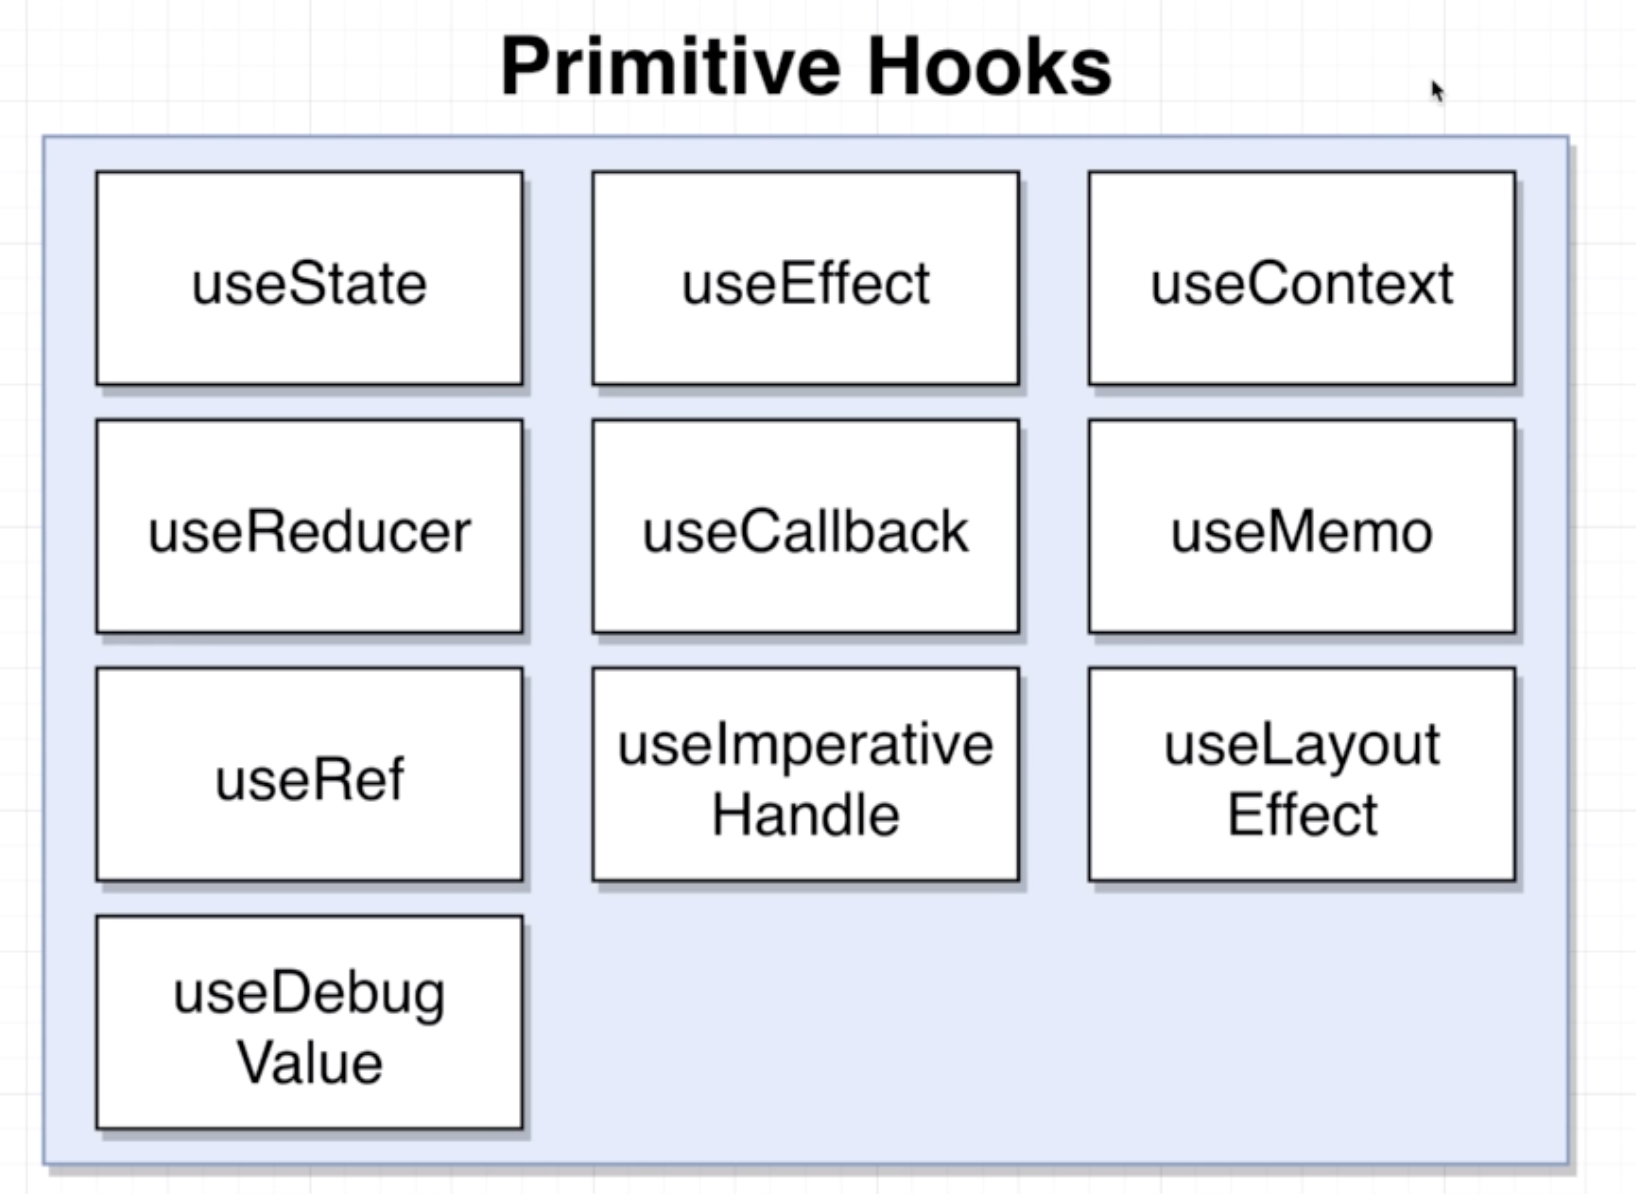 Primitive Hooks
useState
useEffect
useContext
useReducer
useCallback
useMemo
useRef
useImperative
Handle
useLayout
Effect
useDebug
Value